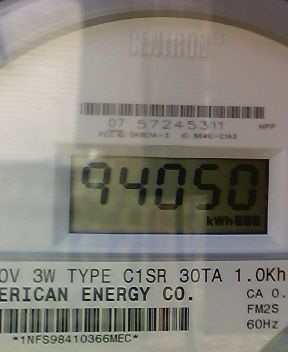 CENTRON
07 57245311 HPP
94050
kWh
0V 3W TYPE C1SR 30TA 1.0Kh
ERICAN ENERGY CO. CA 0.
FM2S
60Hz
*1NFS98410366MEC*